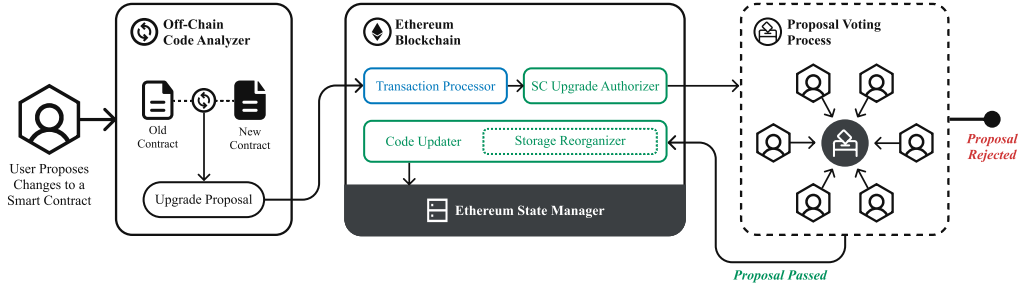 Off-Chain
Code Analyzer
Old
Contract
New
Contract
Upgrade Proposal
User Proposes
Changes to a
Smart Contract
Ethereum
Blockchain
Transaction Processor
SC Upgrade Authorizer
Code Updater
Storage Reorganizer
Ethereum State Manager
Proposal Voting
Process
Proposal
Rejected
Proposal Passed